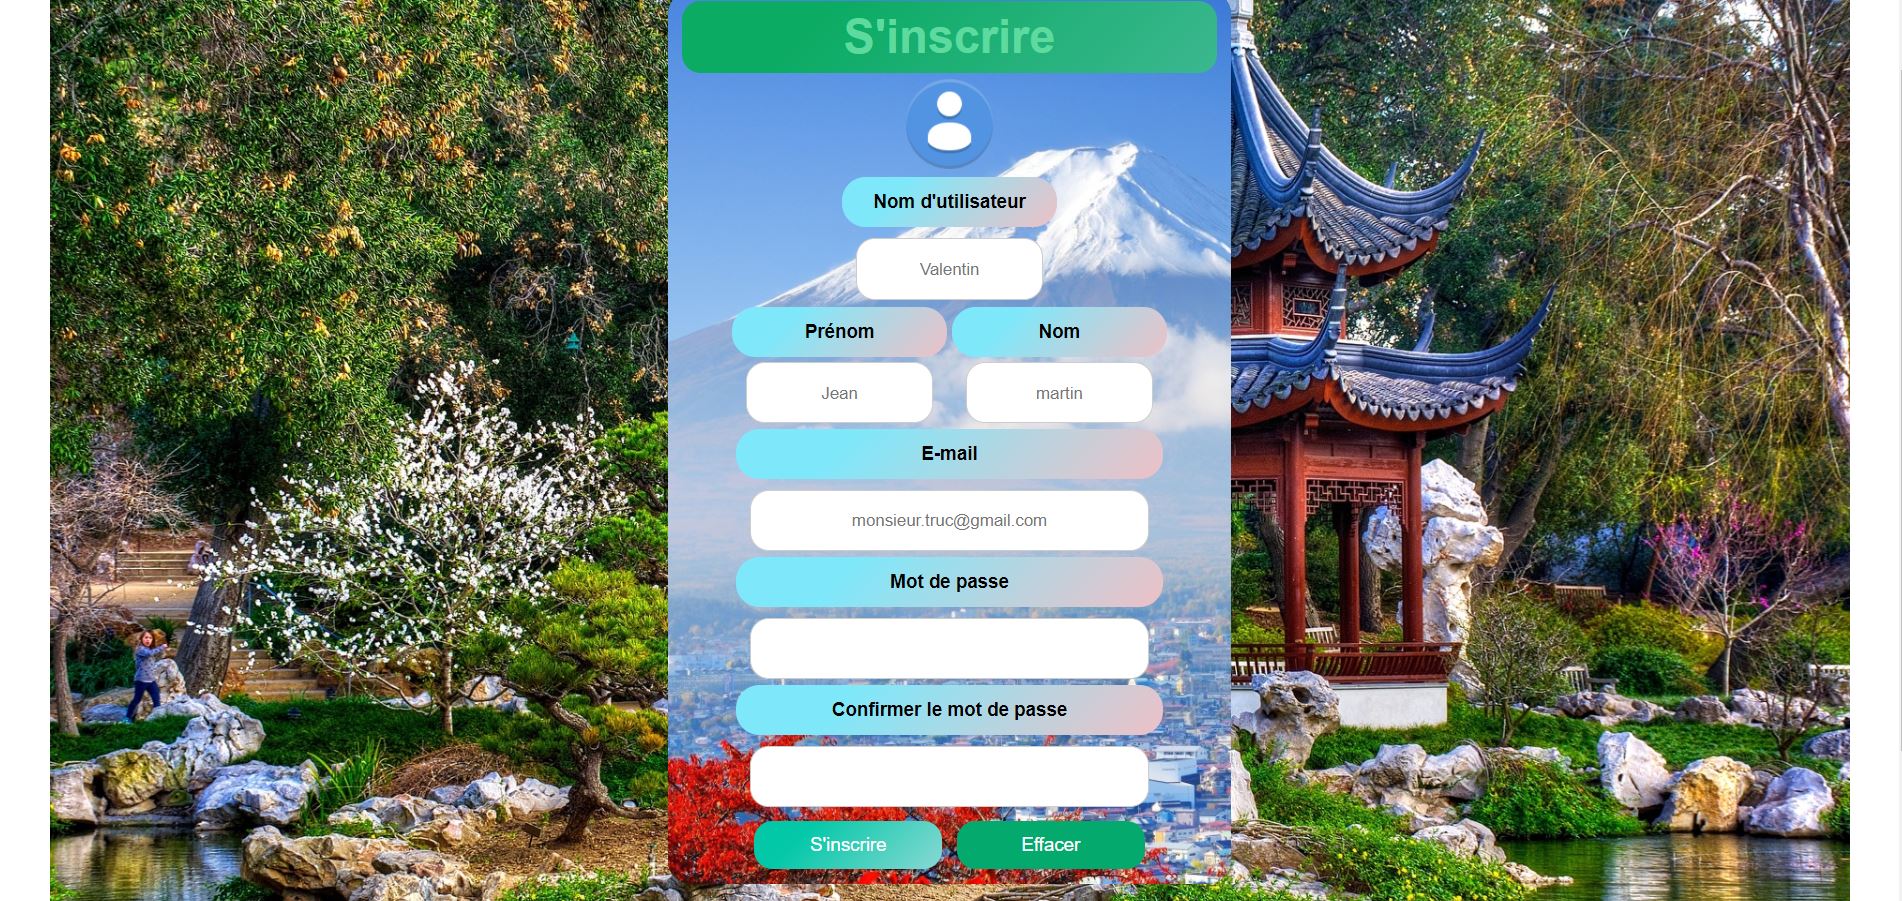 S'inscrire
Nom d'utilisateur
Valentin
Prénom Nom
Jean martin
E-mail
monsieur.truc@gmail.com
Mot de passe
Confirmer le mot de passe
S'inscrire Effacer